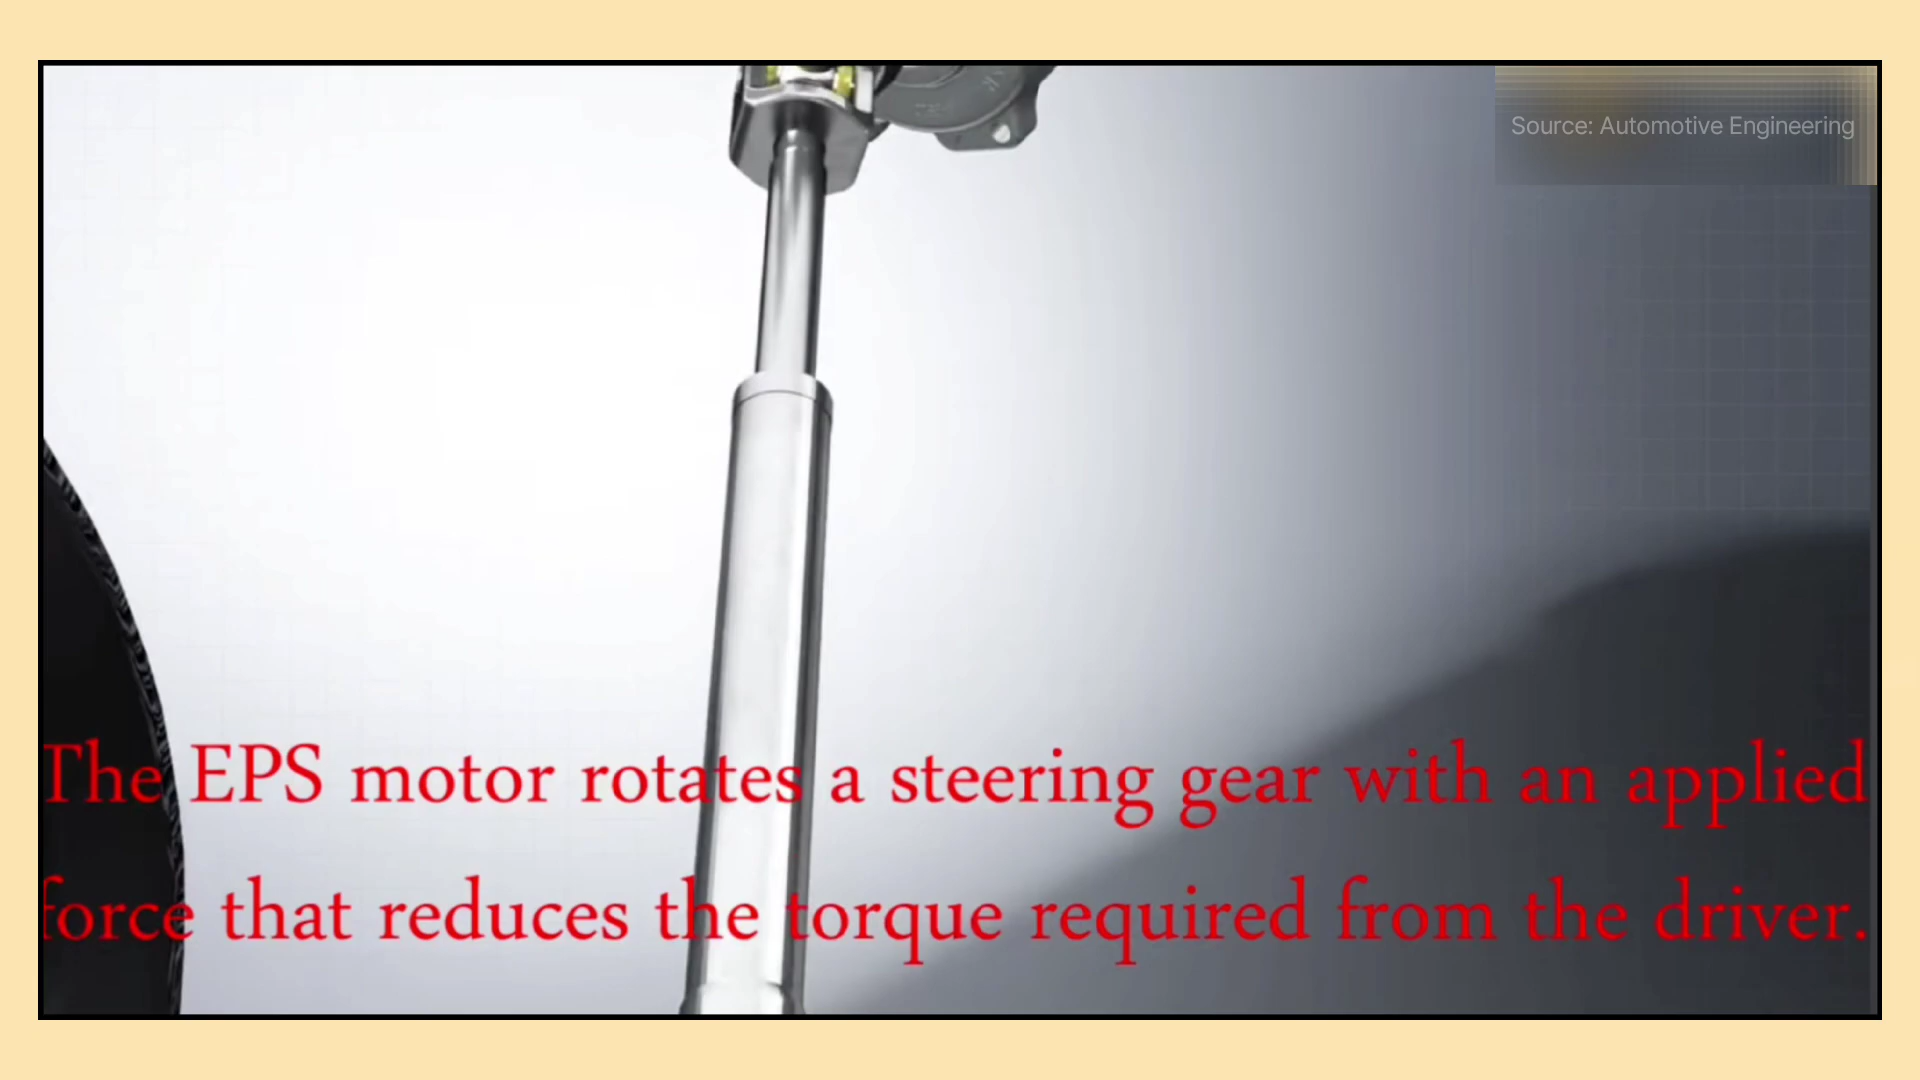 Source: Automotive Engineering
The EPS motor rotates a steering gear with an applied
force that reduces the torque required from the driver.